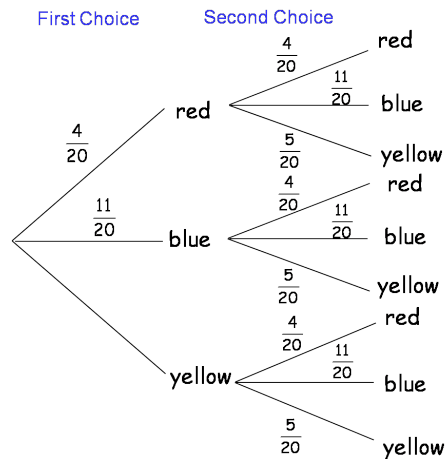 First Choice
Second Choice
4/20
red
11/20
blue
yellow
4/20
red
11/20
blue
5/20
yellow
4/20
red
11/20
blue
5/20
yellow
4/20
red
11/20
blue
5/20
yellow